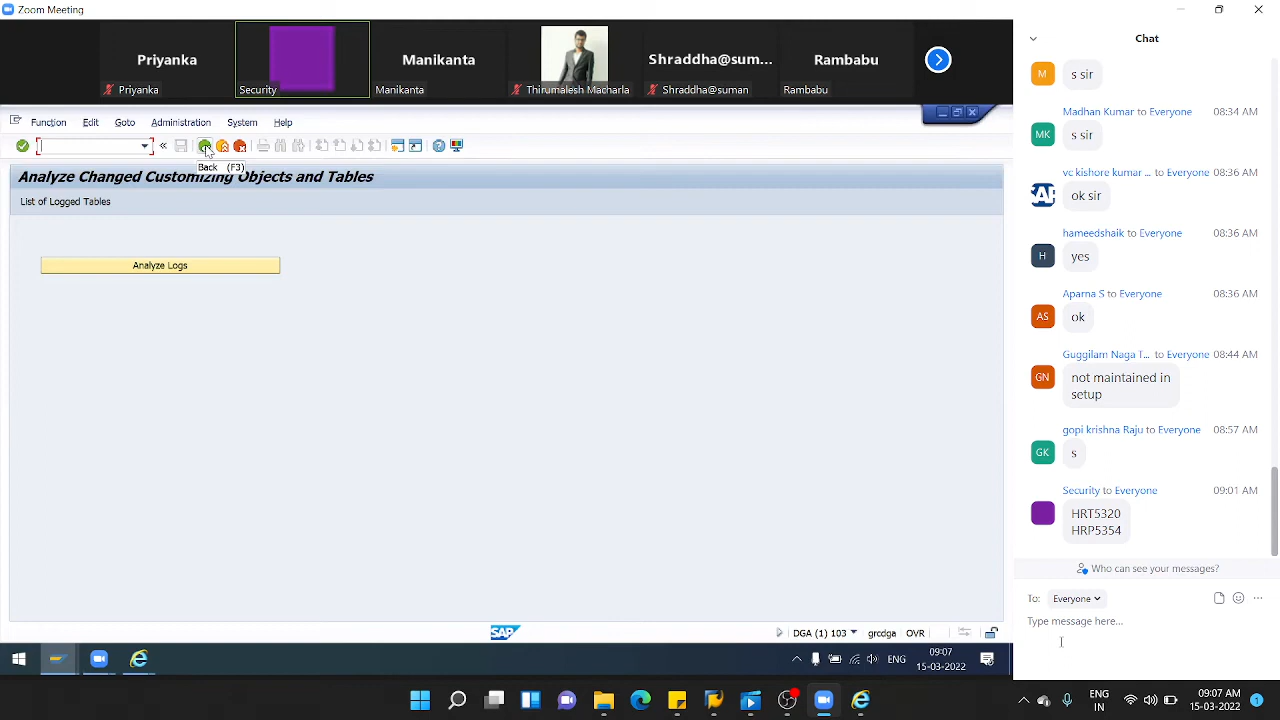 Zoom Meeting
Priyanka
Manikanta
Shraddha@sum...
Rambabu
Priyanka
Security
Manikanta
Thirumalesh Macharla
Shraddha@suman
Rambabu
Function Edit Goto Administration System Help
Back (F3)
Analyze Changed Customizing Objects and Tables
List of Logged Tables
Analyze Logs
SAP
DGA (1) 103
grcdga
OVR
ENG
09:07
15-03-2022
Chat
M
s sir
Madhan Kumar to Everyone 08:34 AM
MK
s sir
vc kishore kumar ... to Everyone 08:36 AM
SAP
ok sir
hameedshaik to Everyone 08:36 AM
H
yes
Aparna S to Everyone 08:36 AM
AS
ok
Guggilam Naga T... to Everyone 08:44 AM
GN
not maintained in
setup
gopi krishna Raju to Everyone 08:57 AM
GK
s
Security to Everyone 09:01 AM
HRT5320
HRP5354
Who can see your messages?
To: Everyone
Type message here...
ENG
IN
09:07 AM
15-03-2022
1